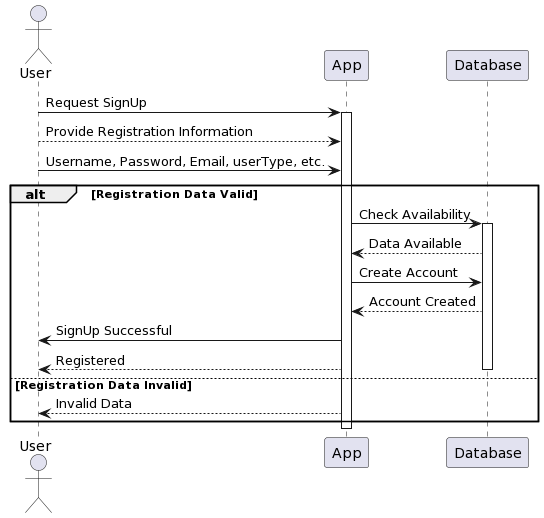 User
App
Database
Request SignUp
Provide Registration Information
Username, Password, Email, userType, etc.
alt
[Registration Data Valid]
Check Availability
Data Available
Create Account
Account Created
SignUp Successful
Registered
[Registration Data Invalid]
Invalid Data
User
App
Database